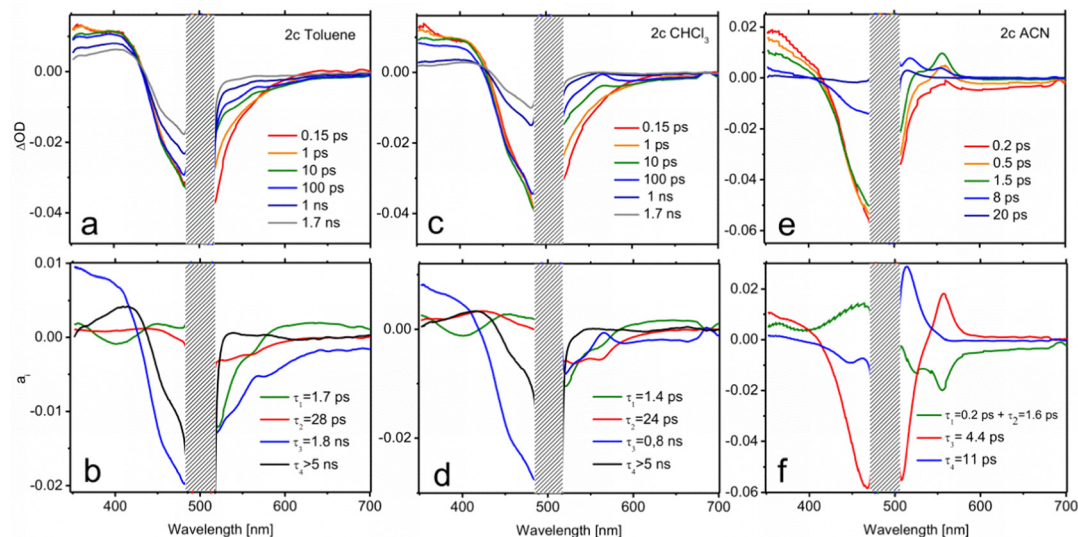 2c Toluene
2c CHCl3
2c ACN
ΔOD
0.00
-0.02
-0.04
0.15 ps
1 ps
10 ps
100 ps
1 ns
1.7 ns
a
0.00
-0.02
-0.04
0.15 ps
1 ps
10 ps
100 ps
1 ns
1.7 ns
c
0.02
0.00
-0.02
-0.04
-0.06
0.2 ps
0.5 ps
1.5 ps
8 ps
20 ps
e
ai
0.01
0.00
-0.01
-0.02
τ1=1.7 ps
τ2=28 ps
τ3=1.8 ns
τ4>5 ns
b
300 400 500 600 700
Wavelength [nm]
0.00
-0.02
τ1=1.4 ps
τ2=24 ps
τ3=0,8 ns
τ4>5 ns
d
400 500 600 700
Wavelength [nm]
0.02
0.00
-0.02
-0.04
-0.06
τ1=0.2 ps + τ2=1.6 ps
τ3= 4.4 ps
τ4=11 ps
f
400 500 600 700
Wavelength [nm]